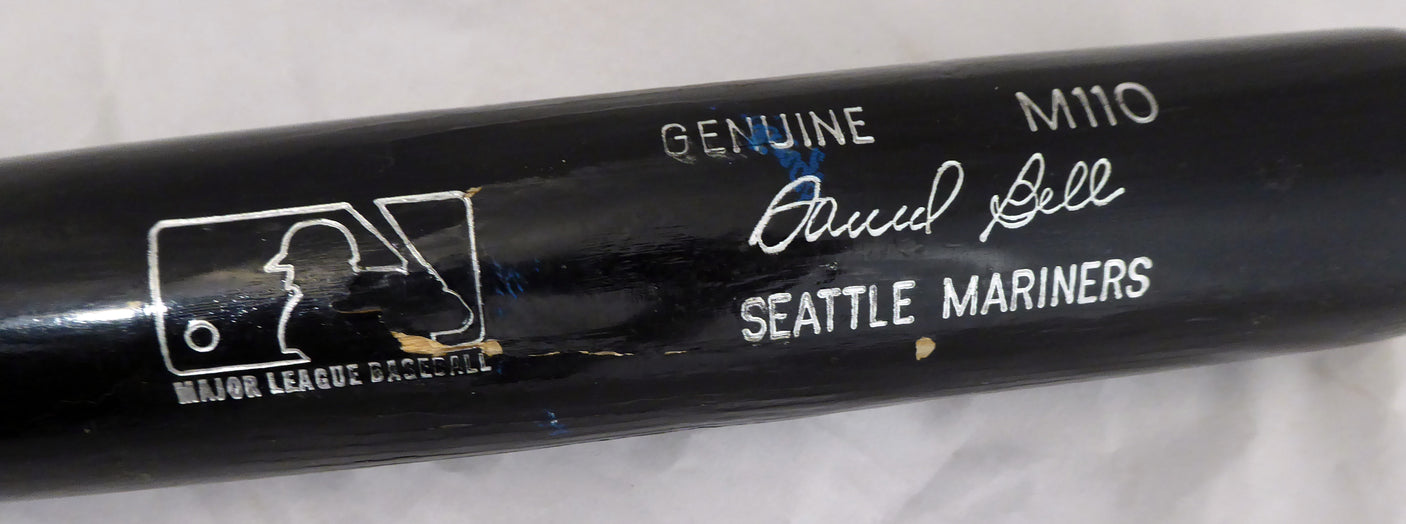 GENUINE M110
David Bell
SEATTLE MARINERS
MAJOR LEAGUE BASEBALL